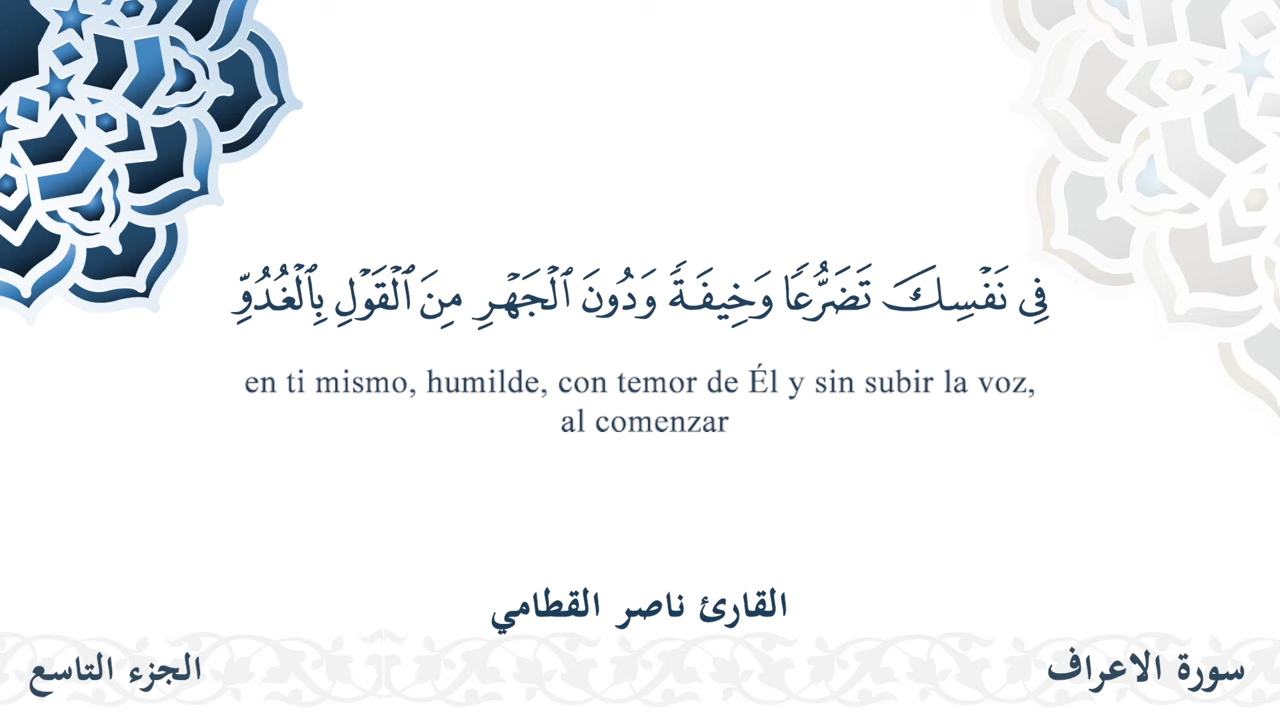 فِى نَفْسِكَ تَضَرُّعًا وَخِيفَةً وَدُونَ ٱلْجَهْرِ مِنَ ٱلْقَوْلِ بِٱلْغُدُوِّ
en ti mismo, humilde, con temor de Él y sin subir la voz,
al comenzar
القارئ ناصر القطامي
سورة الاعراف
الجزء التاسع